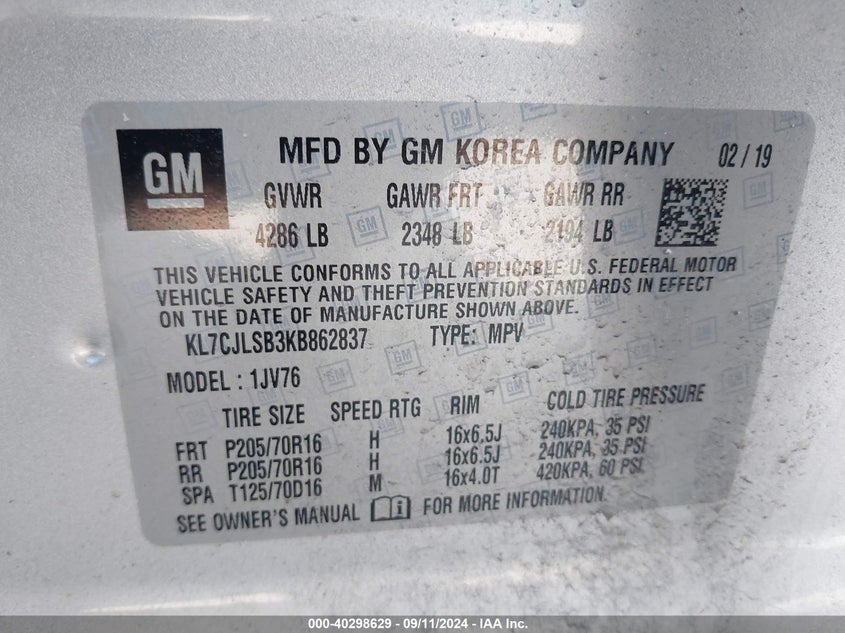 GM
MFD BY GM KOREA COMPANY 02/19
GVWR GAWR FRT GAWR RR
4286 LB 2348 LB 2194 LB
THIS VEHICLE CONFORMS TO ALL APPLICABLE U.S. FEDERAL MOTOR
VEHICLE SAFETY AND THEFT PREVENTION STANDARDS IN EFFECT
ON THE DATE OF MANUFACTURE SHOWN ABOVE.
KL7CJLSB3KB862837 TYPE: MPV
MODEL : 1JV76
TIRE SIZE SPEED RTG RIM COLD TIRE PRESSURE
FRT P205/70R16 H 16x6.5J 240KPA, 35 PSI
RR P205/70R16 H 16x6.5J 240KPA, 35 PSI
SPA T125/70D16 M 16x4.0T 420KPA, 60 PSI
SEE OWNER'S MANUAL FOR MORE INFORMATION.
000-40298629 - 09/11/2024 - IAA Inc.